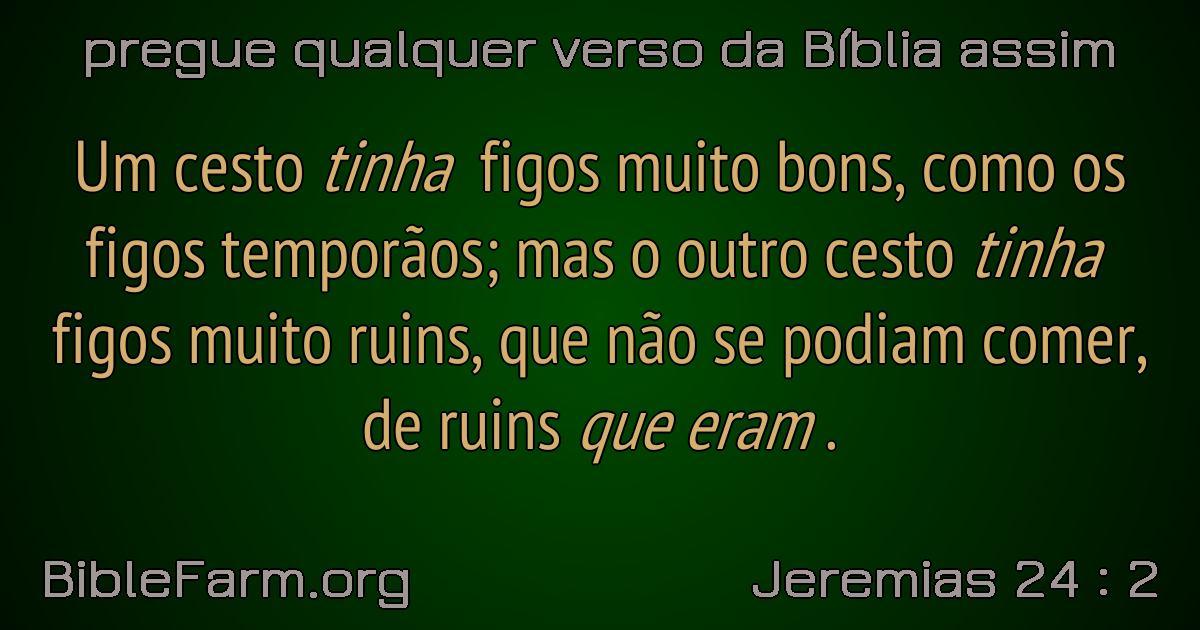 pregue qualquer verso da Bíblia assim
Um cesto tinha figos muito bons, como os
figos temporãos; mas o outro cesto tinha
figos muito ruins, que não se podiam comer,
de ruins que eram .
BibleFarm.org
Jeremias 24 : 2